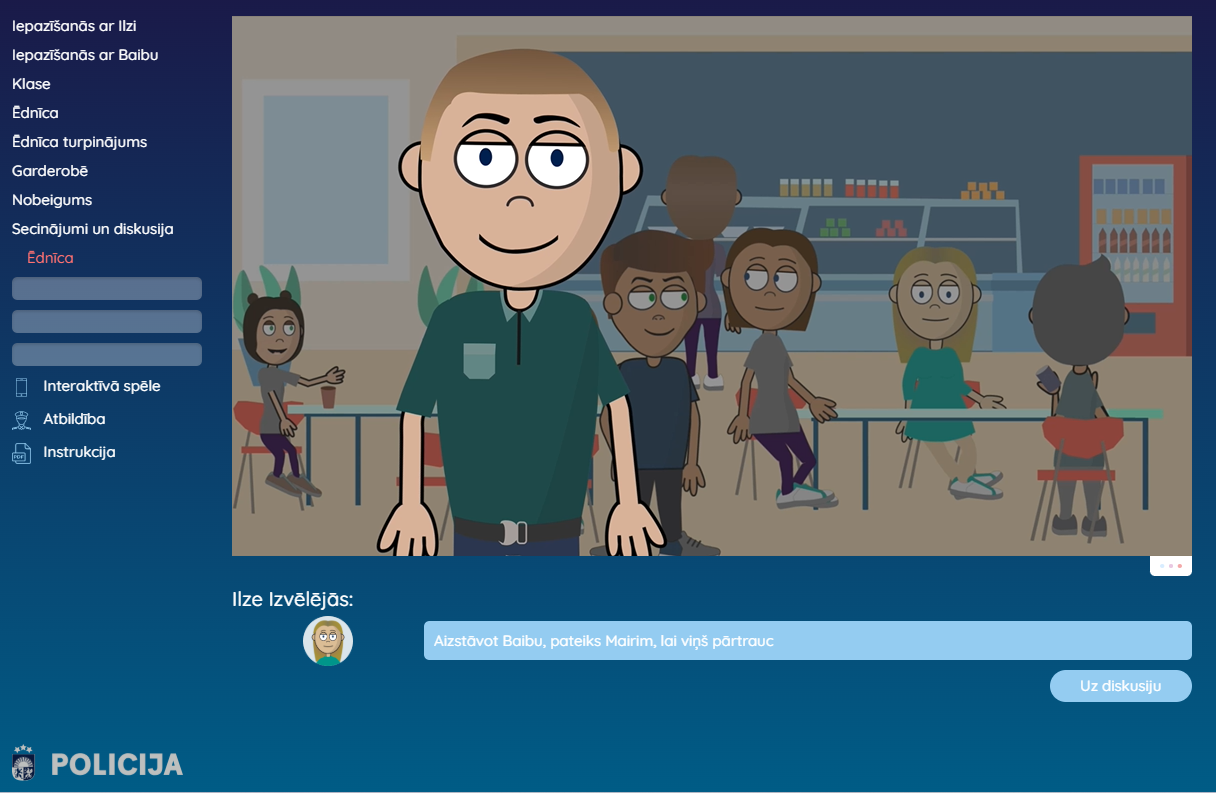 Iepazīšanās ar Ilzi
Iepazīšanās ar Baibu
Klase
Ēdnīca
Ēdnīca turpinājums
Garderobē
Nobeigums
Secinājumi un diskusija
Ēdnīca
Interaktīvā spēle
Atbildība
PDF
Instrukcija
Ilze Izvēlējās:
Aizstāvot Baibu, pateiks Mairim, lai viņš pārtrauc
Uz diskusiju
POLICIJA